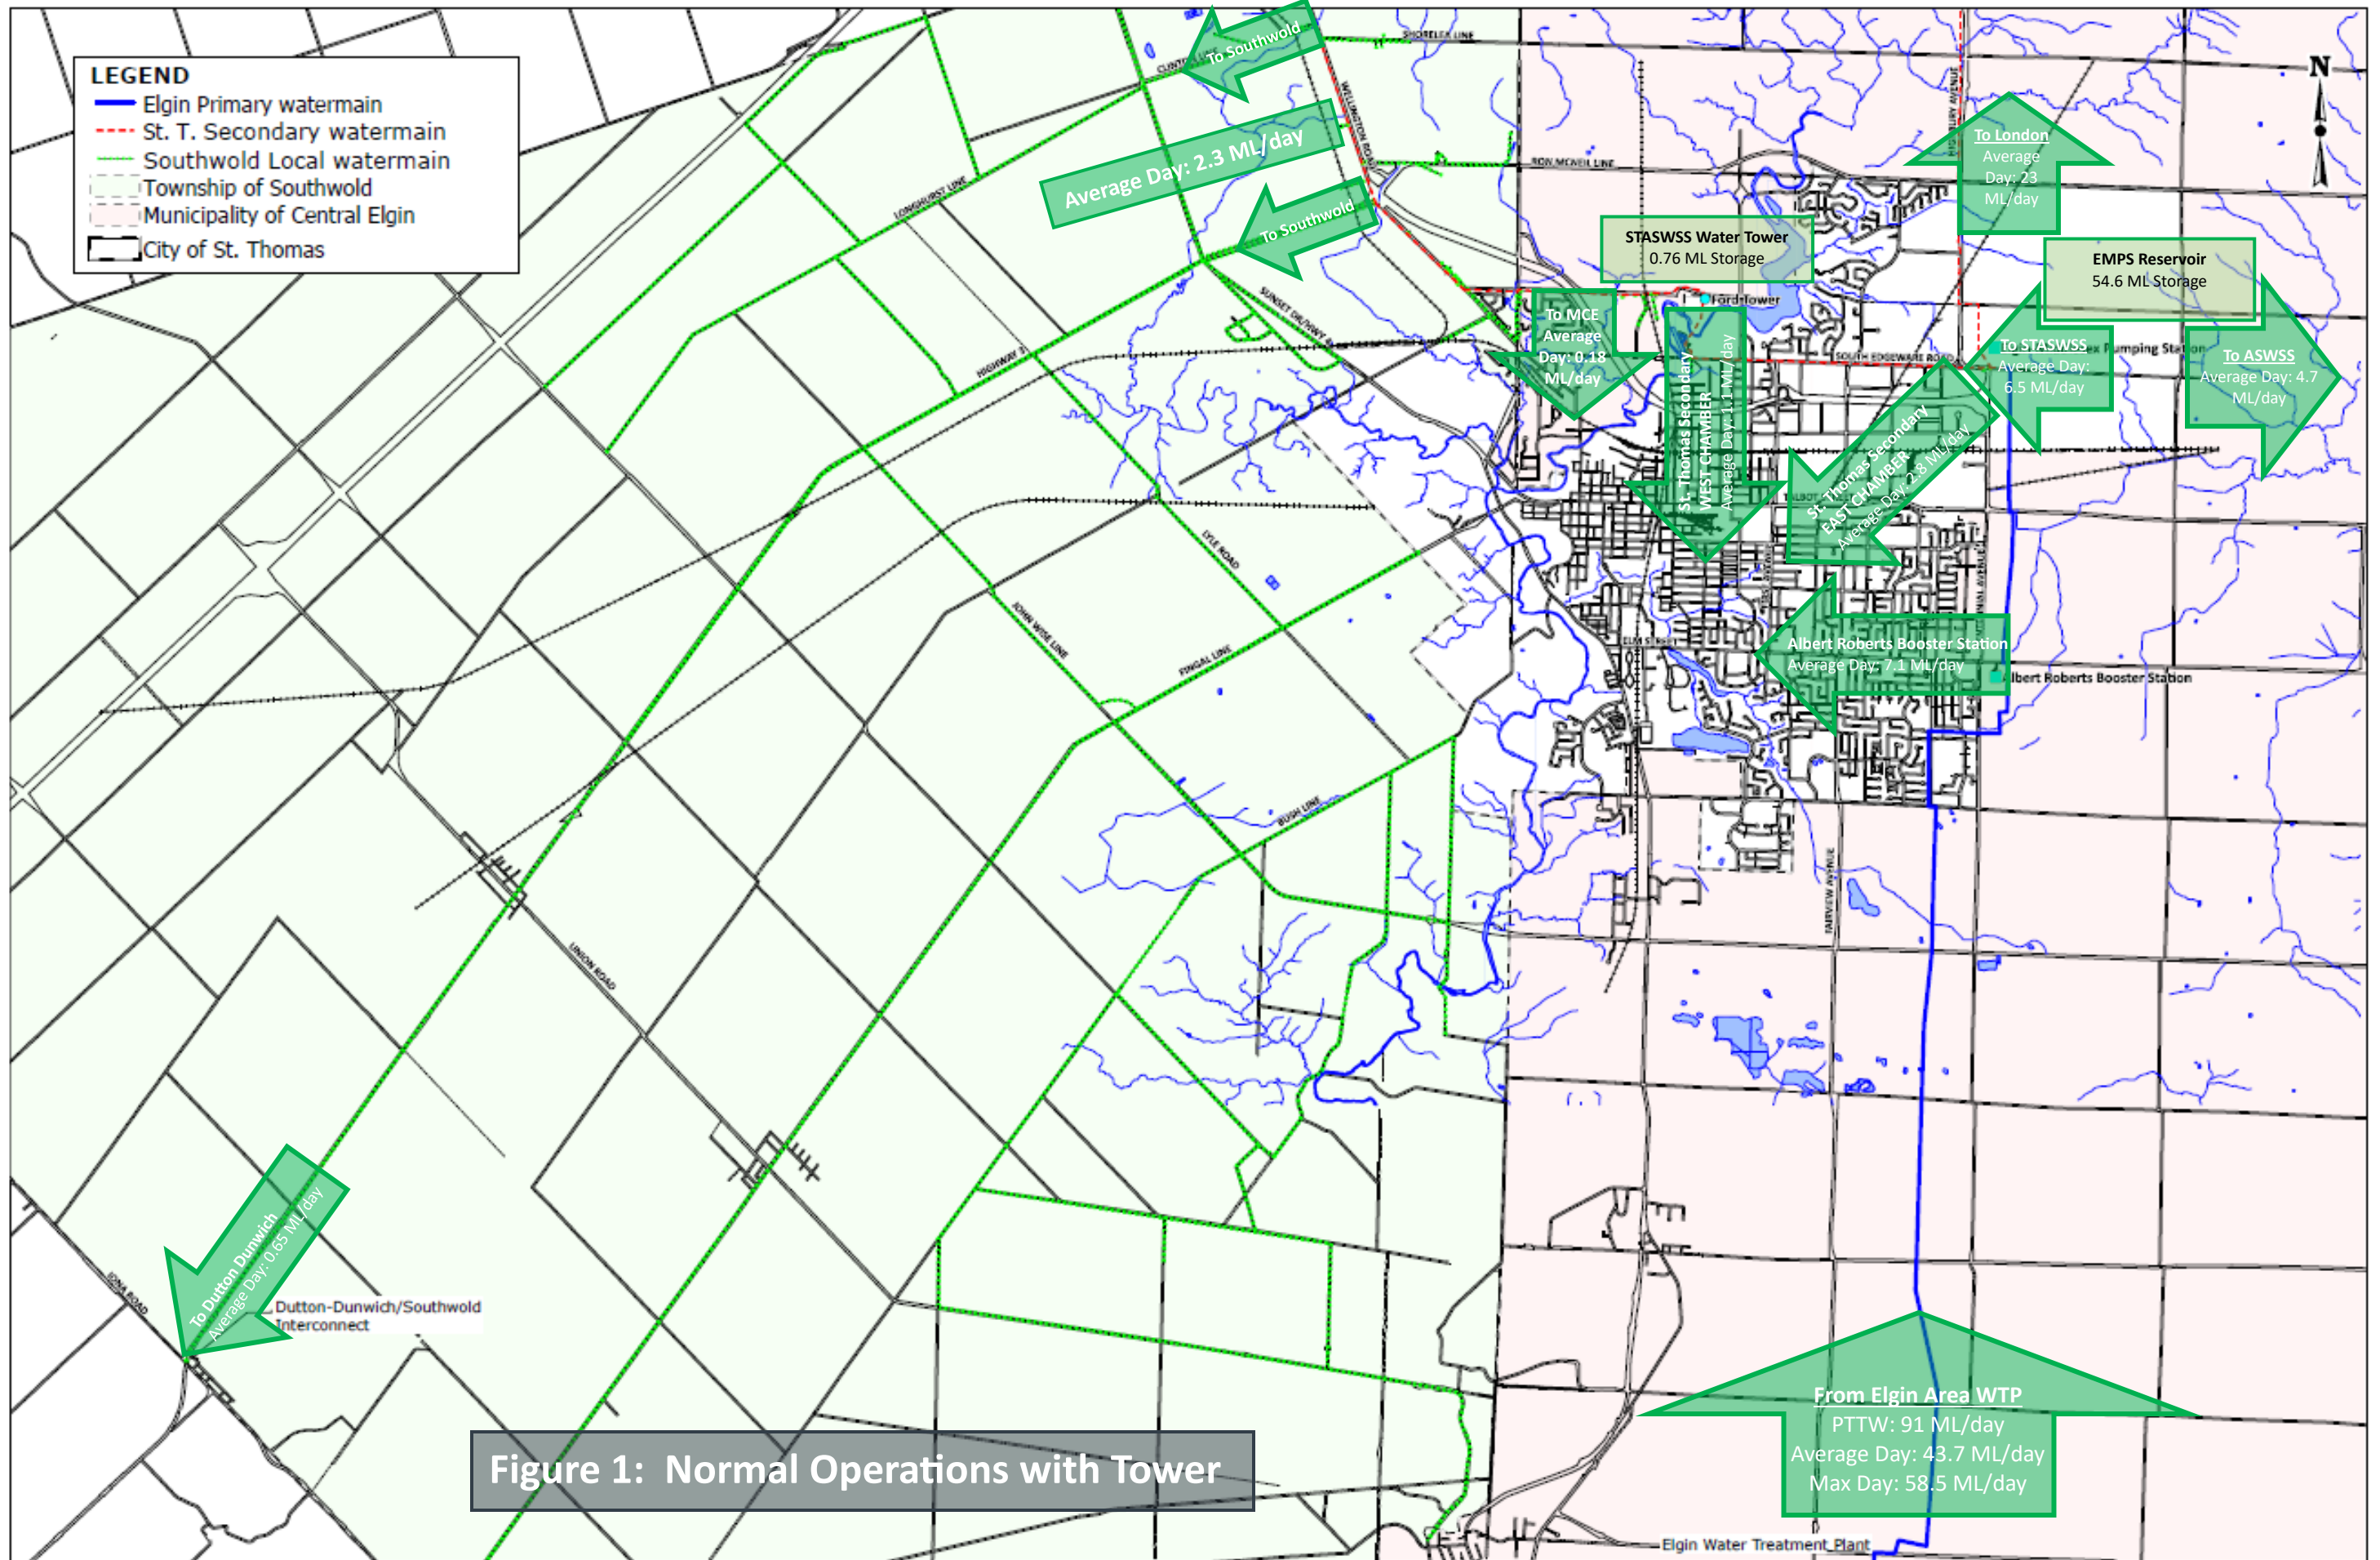 LEGEND
Elgin Primary watermain
St. T. Secondary watermain
Southwold Local watermain
Township of Southwold
Municipality of Central Elgin
City of St. Thomas
To Southwold
SHORELEA LINE
WELLINGTON ROAD
Average Day: 2.3 ML/day
To Southwold
RON MCNEIL LINE
LONGHURST LINE
N
To London
Average
Day: 23
ML/day
STASWSS Water Tower
0.76 ML Storage
EMPS Reservoir
54.6 ML Storage
Ford Tower
To MCE
Average
Day: 0.18
ML/day
SOUTH EDGEWARE ROAD
Pumping Station
To STASWSS
Average Day:
6.5 ML/day
To ASWSS
Average Day: 4.7
ML/day
HIGHWAY 3
St. Thomas Secondary
WEST CHAMBER
Average Day: 1.1 ML/day
St. Thomas Secondary
EAST CHAMBER
Average Day: 2.8 ML/day
LYLE ROAD
JOHN WISE LINE
FINGAL LINE
ELM STREET
Albert Roberts Booster Station
Average Day: 7.1 ML/day
Albert Roberts Booster Station
BUSH LINE
FAIRVIEW AVENUE
UNION ROAD
IONA ROAD
To Dutton Dunwich
Average Day: 0.65 ML/day
Dutton-Dunwich/Southwold
Interconnect
From Elgin Area WTP
PTTW: 91 ML/day
Average Day: 43.7 ML/day
Max Day: 58.5 ML/day
Figure 1: Normal Operations with Tower
Elgin Water Treatment Plant